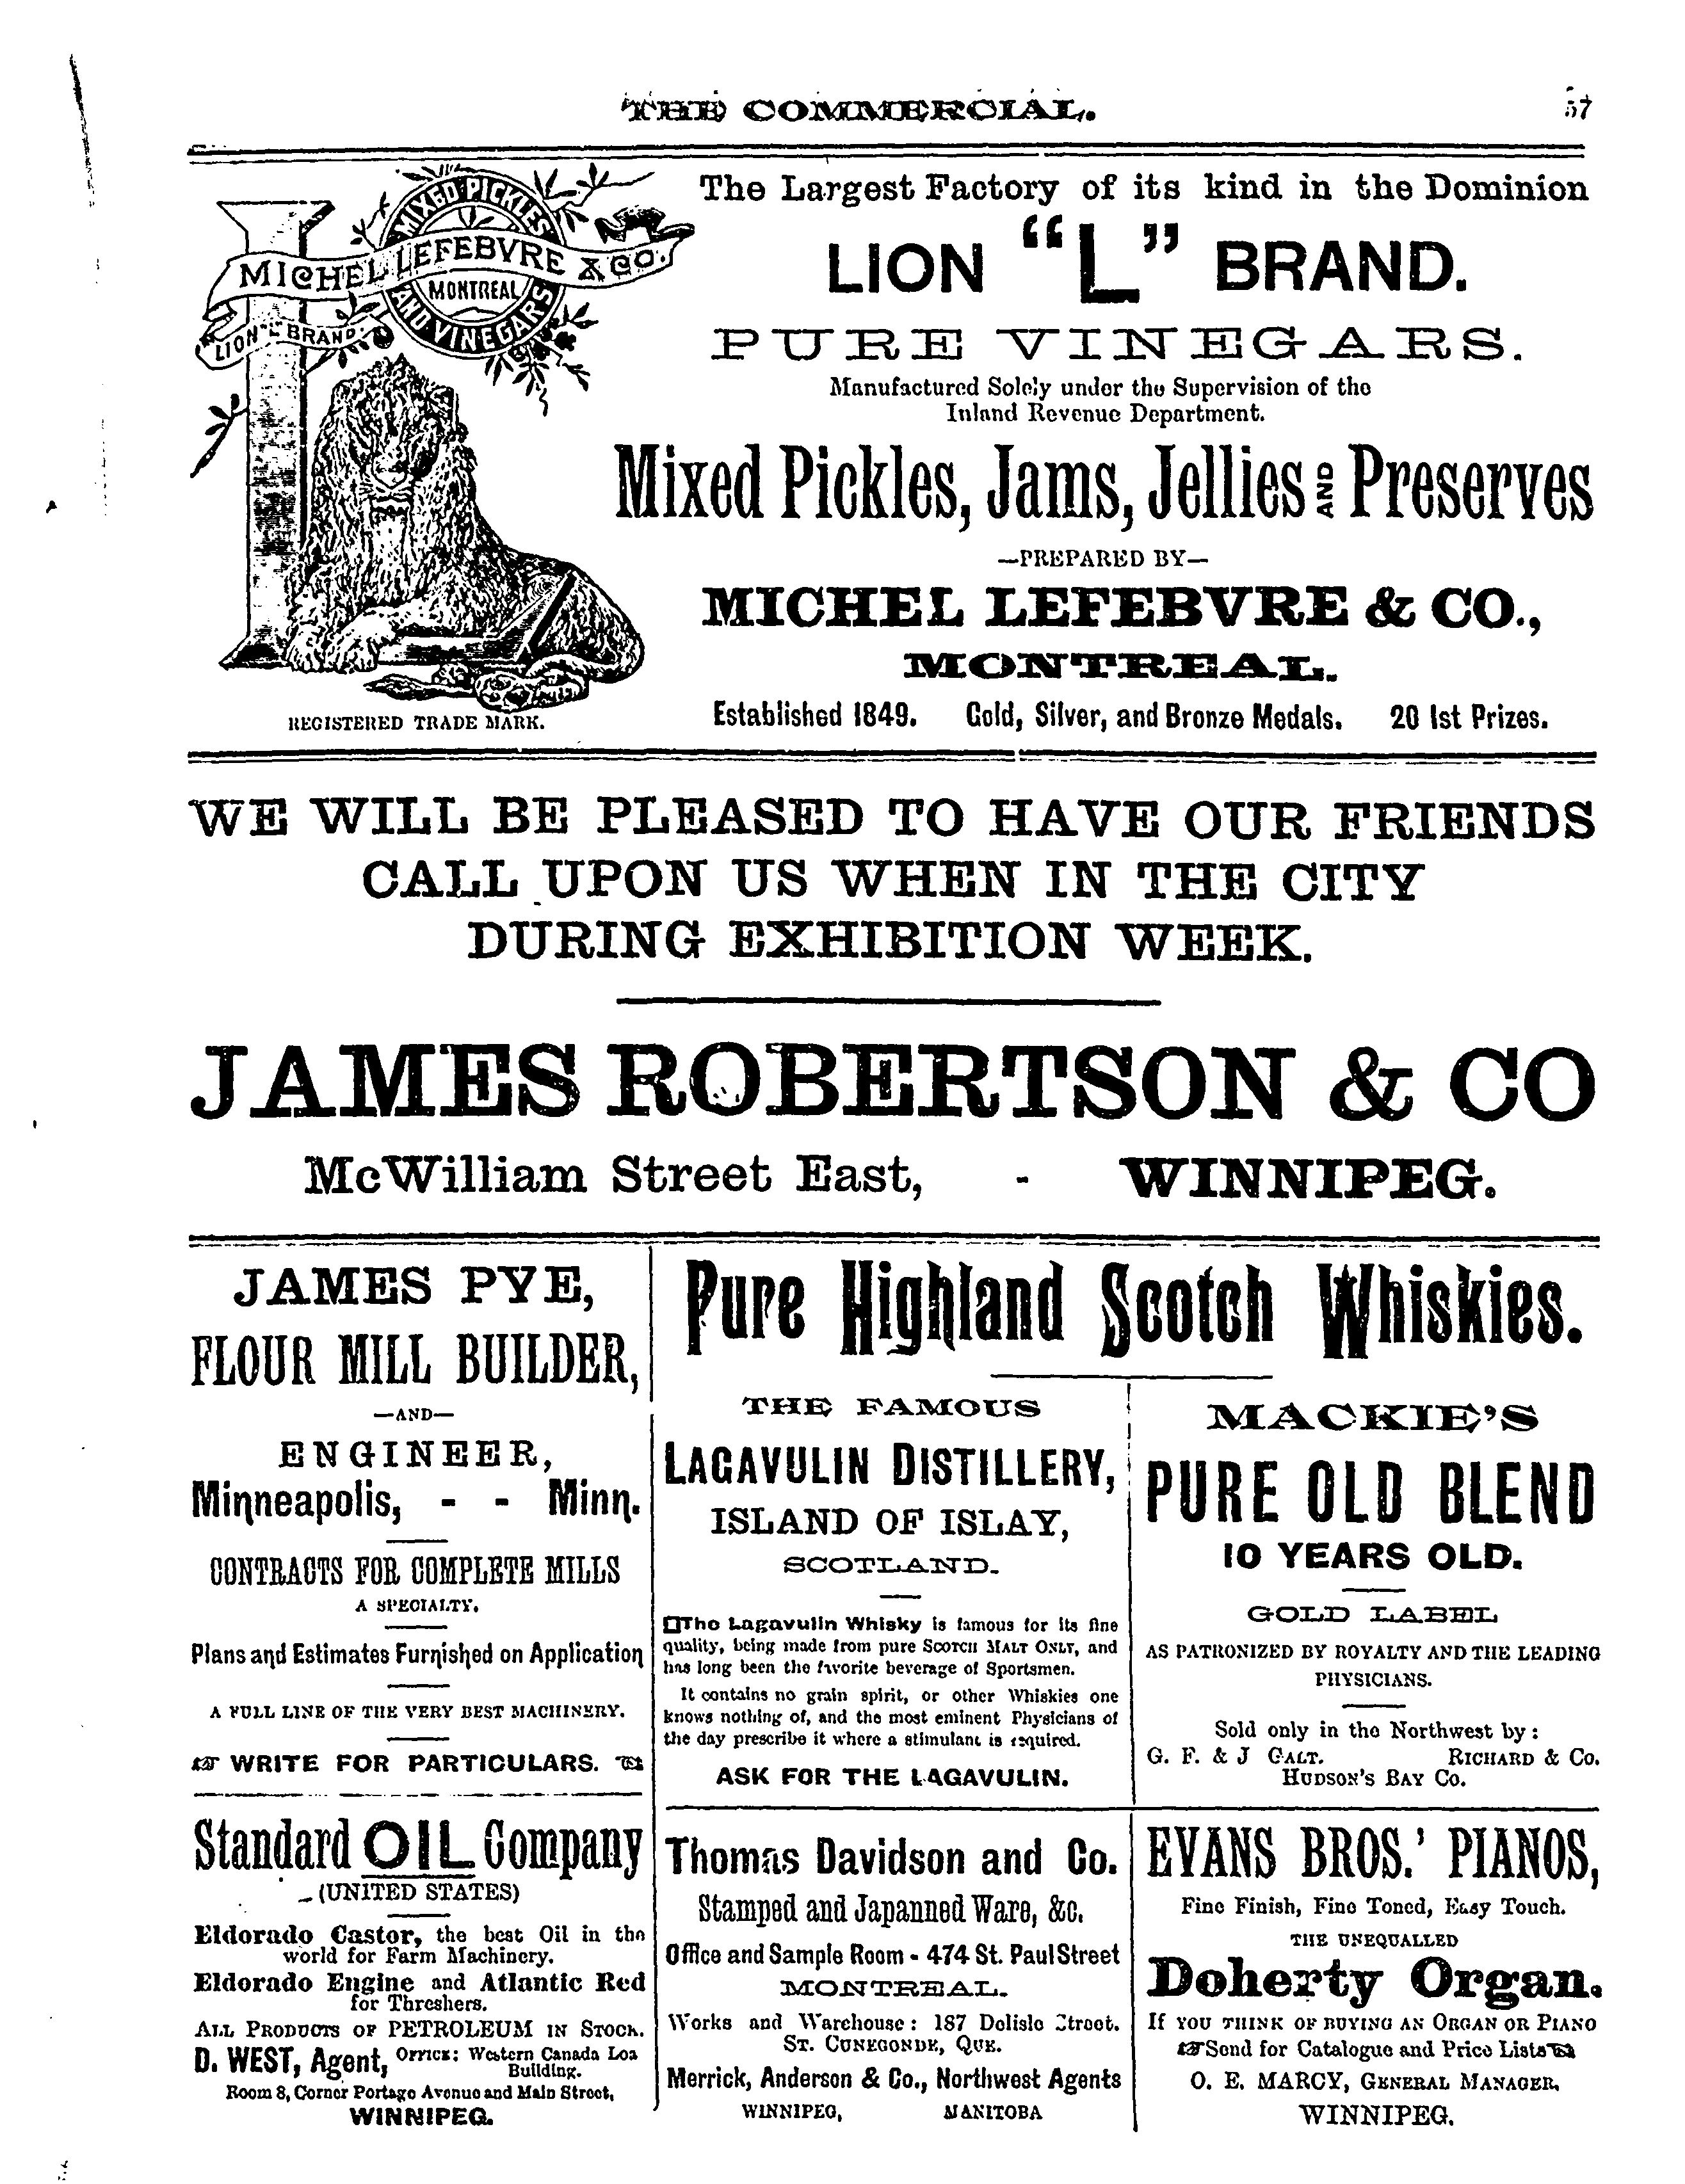 THE COMMERCIAL.
57
MIXED PICKLES
AND VINEGARS
MICHEL LEFEBVRE & CO.
MONTREAL
LION "L" BRAND.
REGISTERED TRADE MARK.
The Largest Factory of its kind in the Dominion
LION "L" BRAND.
PURE VINEGARS.
Manufactured Solely under the Supervision of the
Inland Revenue Department.
Mixed Pickles, Jams, Jellies AND Preserves
—PREPARED BY—
MICHEL LEFEBVRE & CO.,
MONTREAL.
Established 1849. Gold, Silver, and Bronze Medals. 20 1st Prizes.
WE WILL BE PLEASED TO HAVE OUR FRIENDS
CALL UPON US WHEN IN THE CITY
DURING EXHIBITION WEEK.
JAMES ROBERTSON & CO
McWilliam Street East, - WINNIPEG.
JAMES PYE,
FLOUR MILL BUILDER,
—AND—
ENGINEER,
Minneapolis, - - Minn.
CONTRACTS FOR COMPLETE MILLS
A SPECIALTY.
Plans and Estimates Furnished on Application
A FULL LINE OF THE VERY BEST MACHINERY.
☞ WRITE FOR PARTICULARS. ☜
Pure Highland Scotch Whiskies.
THE FAMOUS
LAGAVULIN DISTILLERY,
ISLAND OF ISLAY,
SCOTLAND.
The Lagavulin Whisky is famous for its fine
quality, being made from pure SCOTCH MALT ONLY, and
has long been the favorite beverage of Sportsmen.
It contains no grain spirit, or other Whiskies one
knows nothing of, and the most eminent Physicians of
the day prescribe it where a stimulant is required.
ASK FOR THE LAGAVULIN.
MACKIE'S
PURE OLD BLEND
10 YEARS OLD.
GOLD LABEL
AS PATRONIZED BY ROYALTY AND THE LEADING
PHYSICIANS.
Sold only in the Northwest by:
G. F. & J GALT. RICHARD & CO.
HUDSON'S BAY CO.
Standard OIL Company
(UNITED STATES)
Eldorado Castor, the best Oil in the
world for Farm Machinery.
Eldorado Engine and Atlantic Red
for Threshers.
ALL PRODUCTS OF PETROLEUM IN STOCK.
D. WEST, Agent, OFFICE: Western Canada Loa
Building.
Room 8, Corner Portage Avenue and Main Street,
WINNIPEG.
Thomas Davidson and Co.
Stamped and Japanned Ware, &c.
Office and Sample Room - 474 St. Paul Street
MONTREAL.
Works and Warehouse: 187 Delisle Street.
ST. CUNEGONDE, QUE.
Merrick, Anderson & Co., Northwest Agents
WINNIPEG, MANITOBA
EVANS BROS.' PIANOS,
Fine Finish, Fine Toned, Easy Touch.
THE UNEQUALLED
Doherty Organ.
IF YOU THINK OF BUYING AN ORGAN OR PIANO
☞Send for Catalogue and Price Lists☜
O. E. MARCY, GENERAL MANAGER,
WINNIPEG.